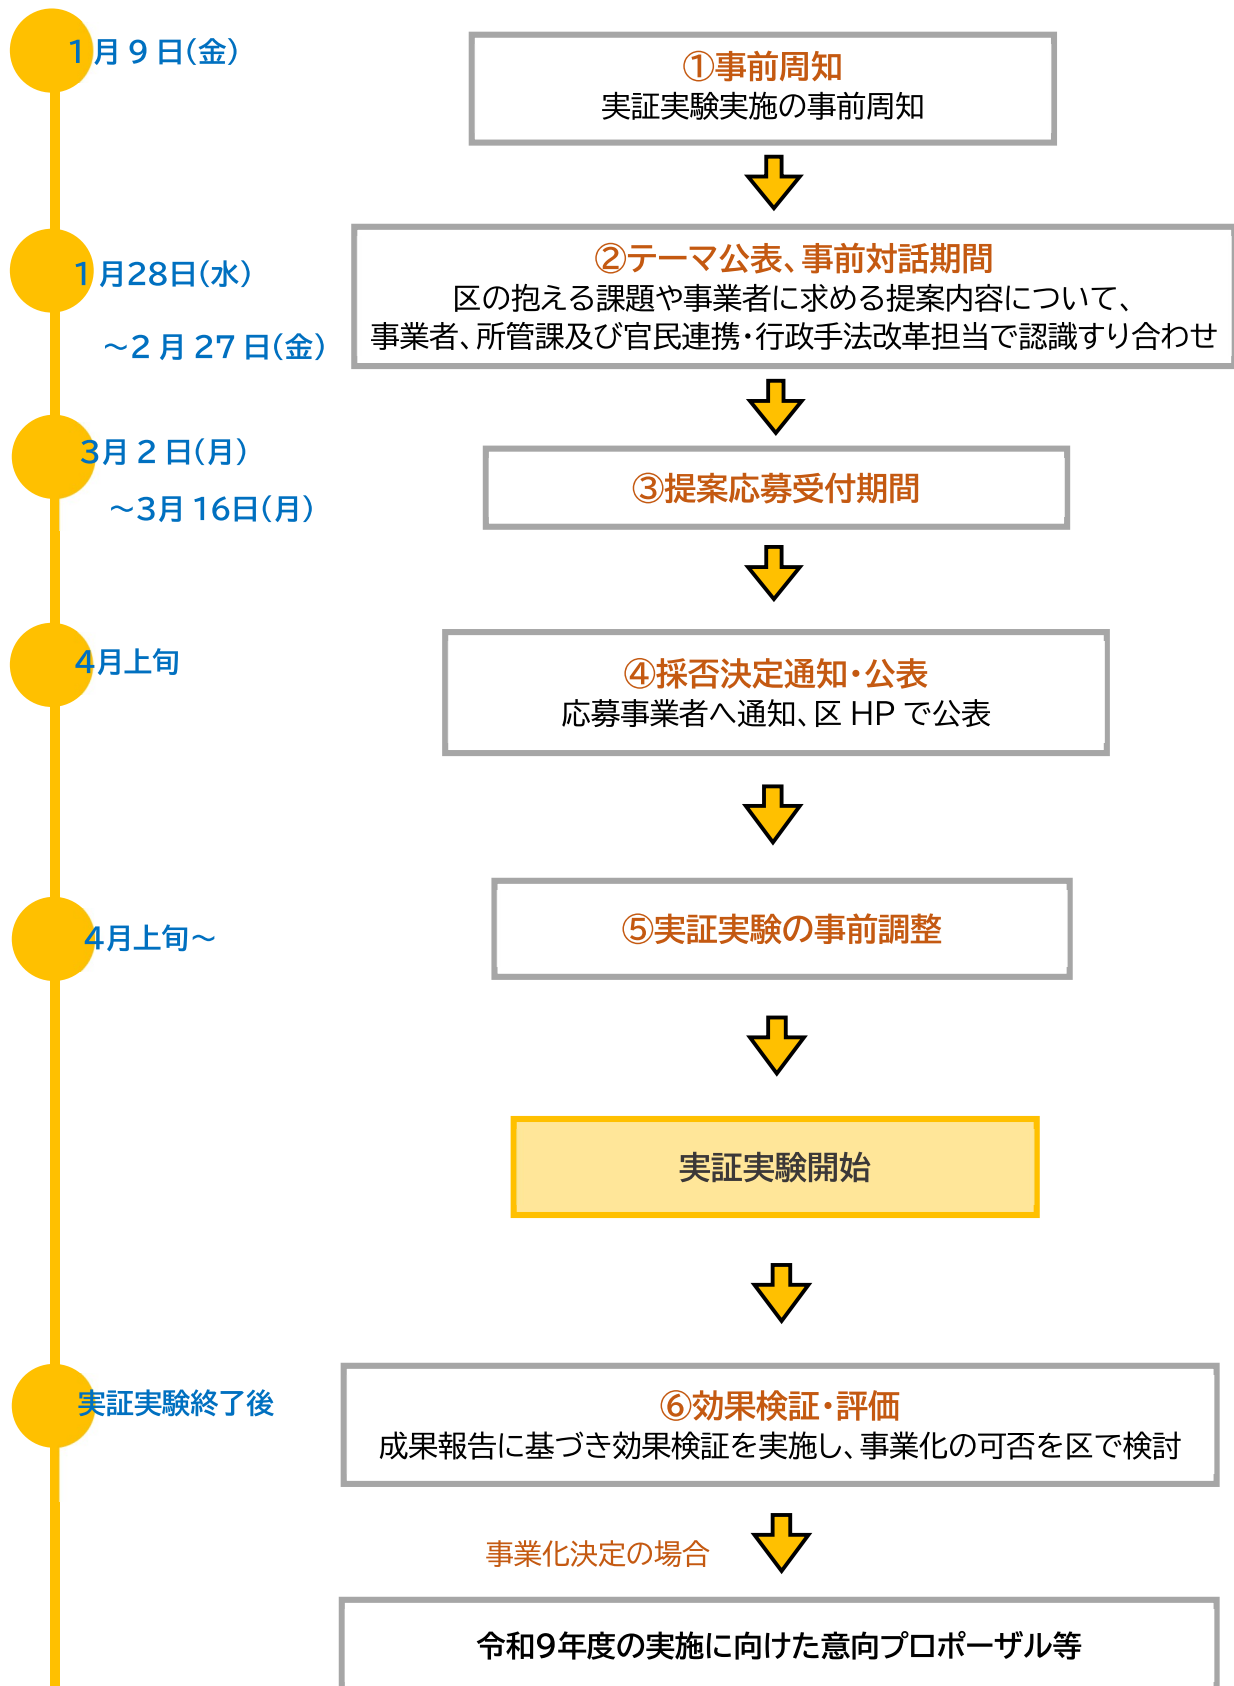 1月9日(金)
①事前周知
実証実験実施の事前周知
1月28日(水)
~2月27日(金)
②テーマ公表、事前対話期間
区の抱える課題や事業者に求める提案内容について、
事業者、所管課及び官民連携・行政手法改革担当で認識すり合わせ
3月2日(月)
~3月16日(月)
③提案応募受付期間
4月上旬
④採否決定通知・公表
応募事業者へ通知、区HPで公表
4月上旬~
⑤実証実験の事前調整
実証実験開始
実証実験終了後
⑥効果検証・評価
成果報告に基づき効果検証を実施し、事業化の可否を区で検討
事業化決定の場合
令和9年度の実施に向けた意向プロポーザル等